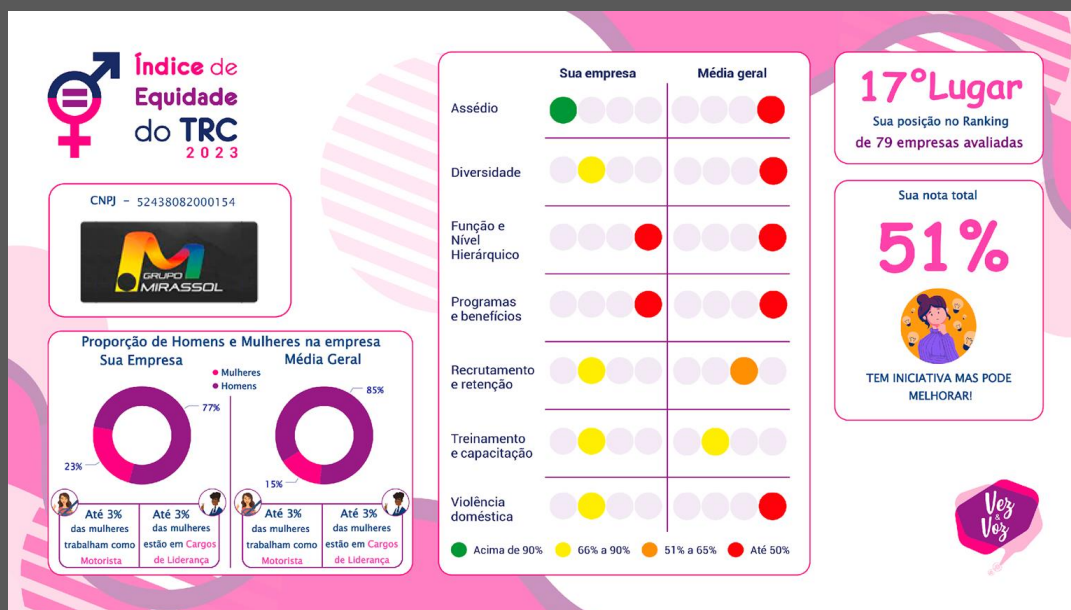 Índice de
Equidade
do TRC
2023
CNPJ - 52438082000154
GRUPO
MIRASSOL
Proporção de Homens e Mulheres na empresa
Sua Empresa
Média Geral
Mulheres
Homens
77%
23%
85%
15%
Até 3%
das mulheres
trabalham como
Motorista
Até 3%
das mulheres
estão em Cargos
de Liderança
Até 3%
das mulheres
trabalham como
Motorista
Até 3%
das mulheres
estão em Cargos
de Liderança
Sua empresa
Média geral
Assédio
Diversidade
Função e
Nível
Hierárquico
Programas
e benefícios
Recrutamento
e retenção
Treinamento
e capacitação
Violência
doméstica
Acima de 90%
66% a 90%
51% a 65%
Até 50%
17°Lugar
Sua posição no Ranking
de 79 empresas avaliadas
Sua nota total
51%
TEM INICIATIVA MAS PODE
MELHORAR!
Vez
&
Voz